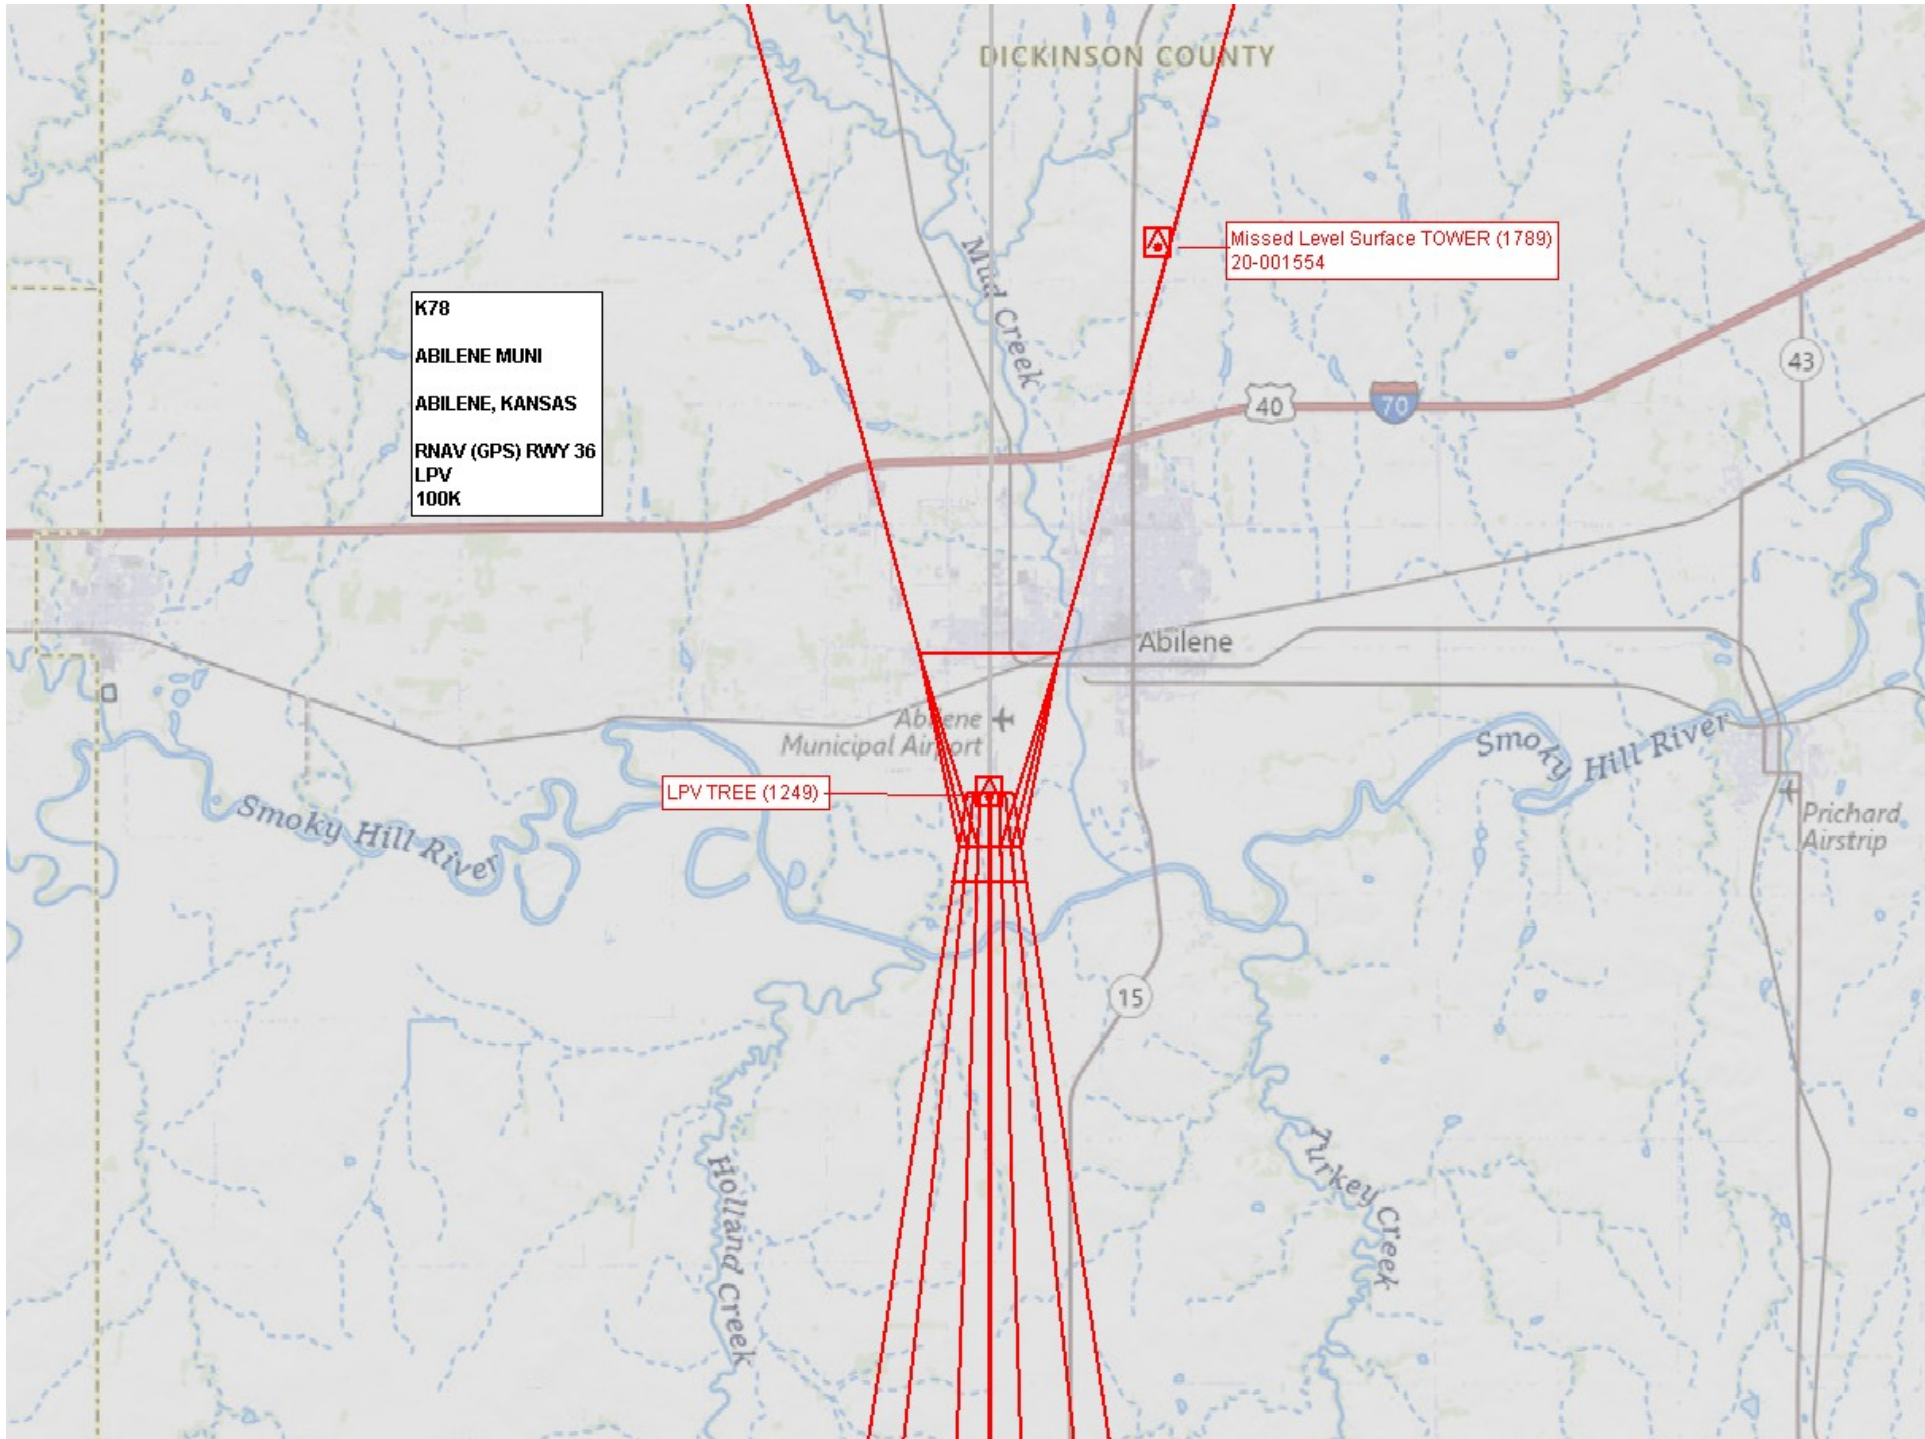 DICKINSON COUNTY
Missed Level Surface TOWER (1789)
20-001554
Mud Creek
K78
ABILENE MUNI
ABILENE, KANSAS
RNAV (GPS) RWY 36
LPV
100K
43
40
70
Abilene
Abilene
Municipal Airport
Smoky Hill River
LPV TREE (1249)
Smoky Hill River
Prichard
Airstrip
15
Holland Creek
Turkey Creek